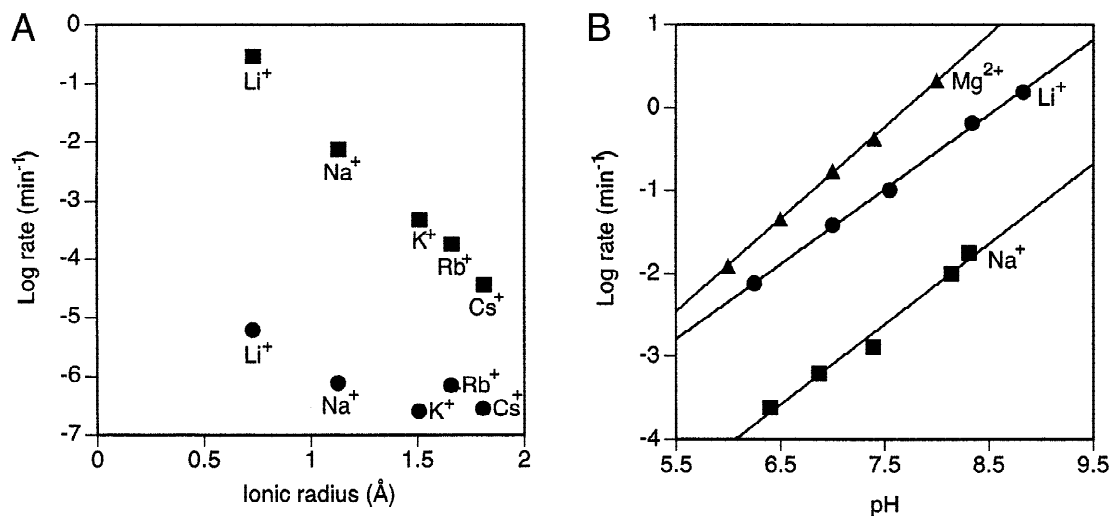 A
Log rate (min⁻¹)
0
-1
-2
-3
-4
-5
-6
-7
Li⁺
Na⁺
K⁺
Rb⁺
Cs⁺
Li⁺
Na⁺
K⁺
Rb⁺
Cs⁺
0 0.5 1 1.5 2
Ionic radius (Å)
B
Log rate (min⁻¹)
1
0
-1
-2
-3
-4
Mg²⁺
Li⁺
Na⁺
5.5 6.5 7.5 8.5 9.5
pH